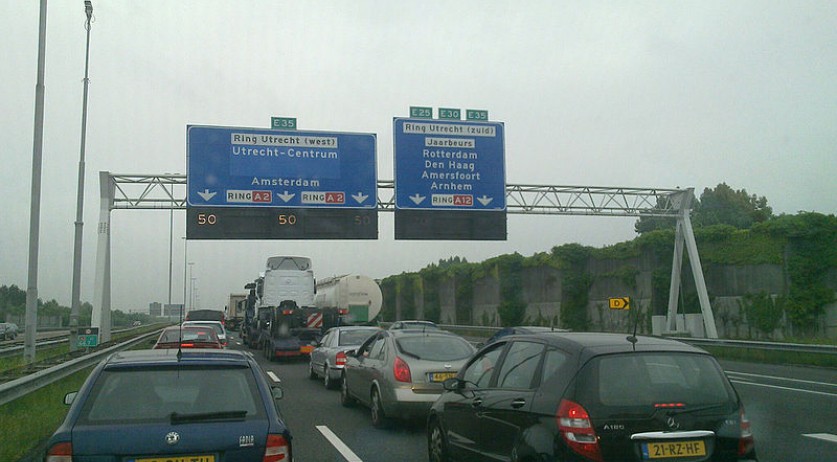 E35
Ring Utrecht (west)
Utrecht-Centrum
Amsterdam
RING A2 RING A2
50 50 50
E25 E30 E35
Ring Utrecht (zuid)
Jaarbeurs
Rotterdam
Den Haag
Amersfoort
Arnhem
RING A12
D
FABIA
A180
21-RZ-HF